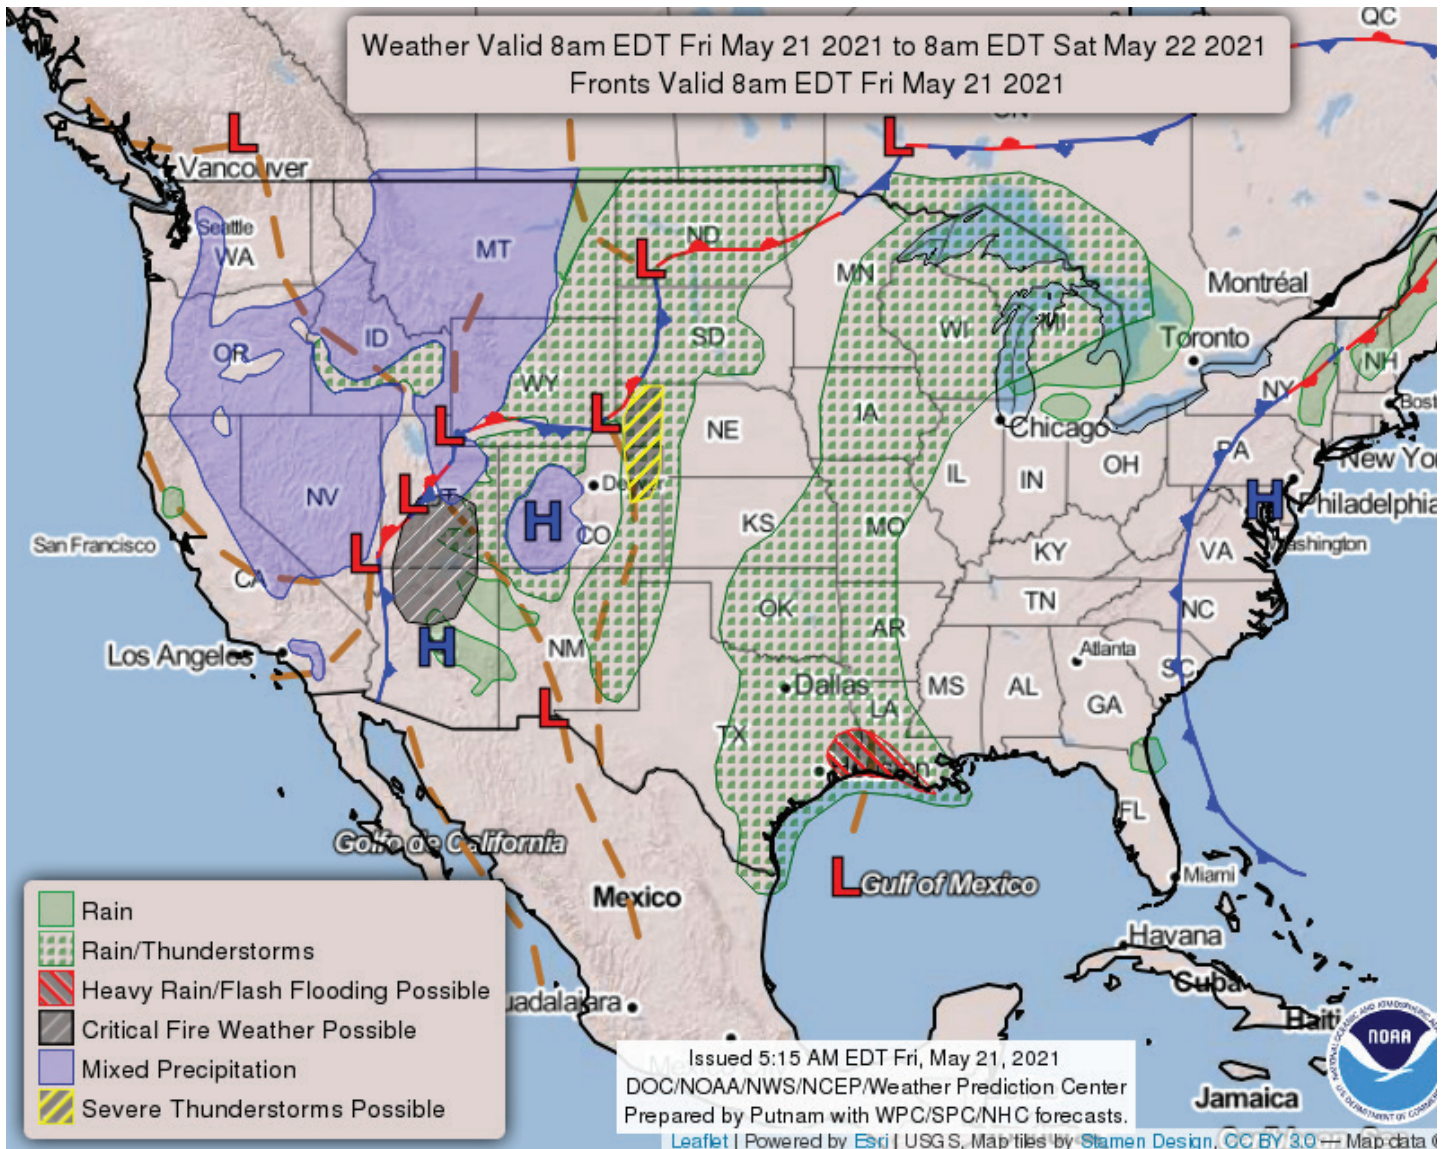 Weather Valid 8am EDT Fri May 21 2021 to 8am EDT Sat May 22 2021
Fronts Valid 8am EDT Fri May 21 2021
QC
L
L
Vancouver
Seattle
WA
MT
ND
L
MN
Montréal
OR
ID
SD
WI
MI
Toronto
WY
NH
NY
L
L
NE
IA
Chicago
Bost
PA
New Yo
OH
L
NV
H
CO
KS
IL
IN
H
Philadelphia
MO
San Francisco
L
KY
VA
CA
TN
OK
NC
AR
H
NM
Atlanta
SC
Los Angeles
Dallas
MS
AL
GA
LA
L
TX
FL
Golfo de California
L
Gulf of Mexico
Miami
Mexico
Rain
Rain/Thunderstorms
Heavy Rain/Flash Flooding Possible
Critical Fire Weather Possible
Mixed Precipitation
Severe Thunderstorms Possible
Havana
Cuba
uadalajara
Haiti
NOAA
Issued 5:15 AM EDT Fri, May 21, 2021
DOC/NOAA/NWS/NCEP/Weather Prediction Center
Prepared by Putnam with WPC/SPC/NHC forecasts.
Jamaica
Leaflet | Powered by Esri | USGS, Map tiles by Stamen Design, CC BY 3.0 — Map data ©